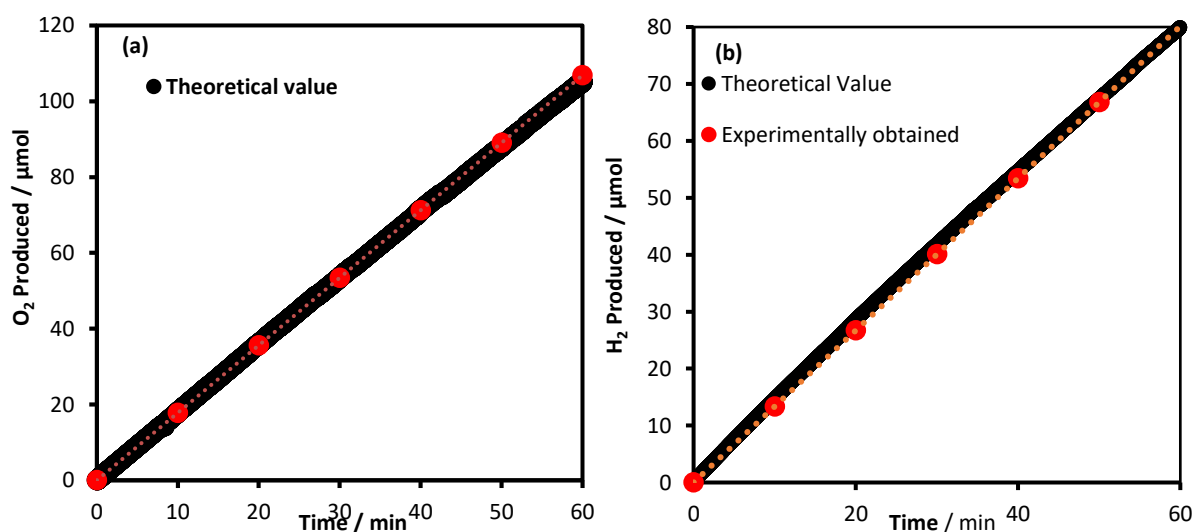 (a)
Theoretical value
O₂ Produced / µmol
120
100
80
60
40
20
0
0 10 20 30 40 50 60
Time / min
(b)
Theoretical Value
Experimentally obtained
H₂ Produced / µmol
80
70
60
50
40
30
20
10
0
0 20 40 60
Time / min